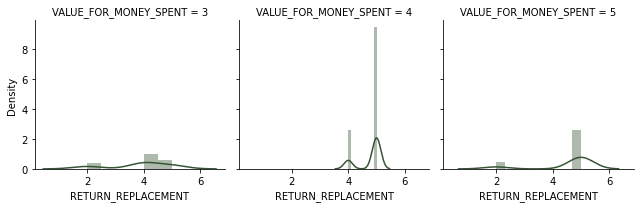 VALUE_FOR_MONEY_SPENT = 3
VALUE_FOR_MONEY_SPENT = 4
VALUE_FOR_MONEY_SPENT = 5
Density
8
6
4
2
0
2 4 6
2 4 6
2 4 6
RETURN_REPLACEMENT
RETURN_REPLACEMENT
RETURN_REPLACEMENT